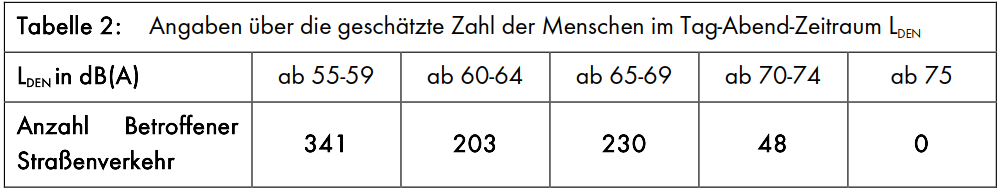 Tabelle 2: Angaben über die geschätzte Zahl der Menschen im Tag-Abend-Zeitraum LDEN
LDEN in dB(A) ab 55-59 ab 60-64 ab 65-69 ab 70-74 ab 75
Anzahl Betroffener
Straßenverkehr 341 203 230 48 0